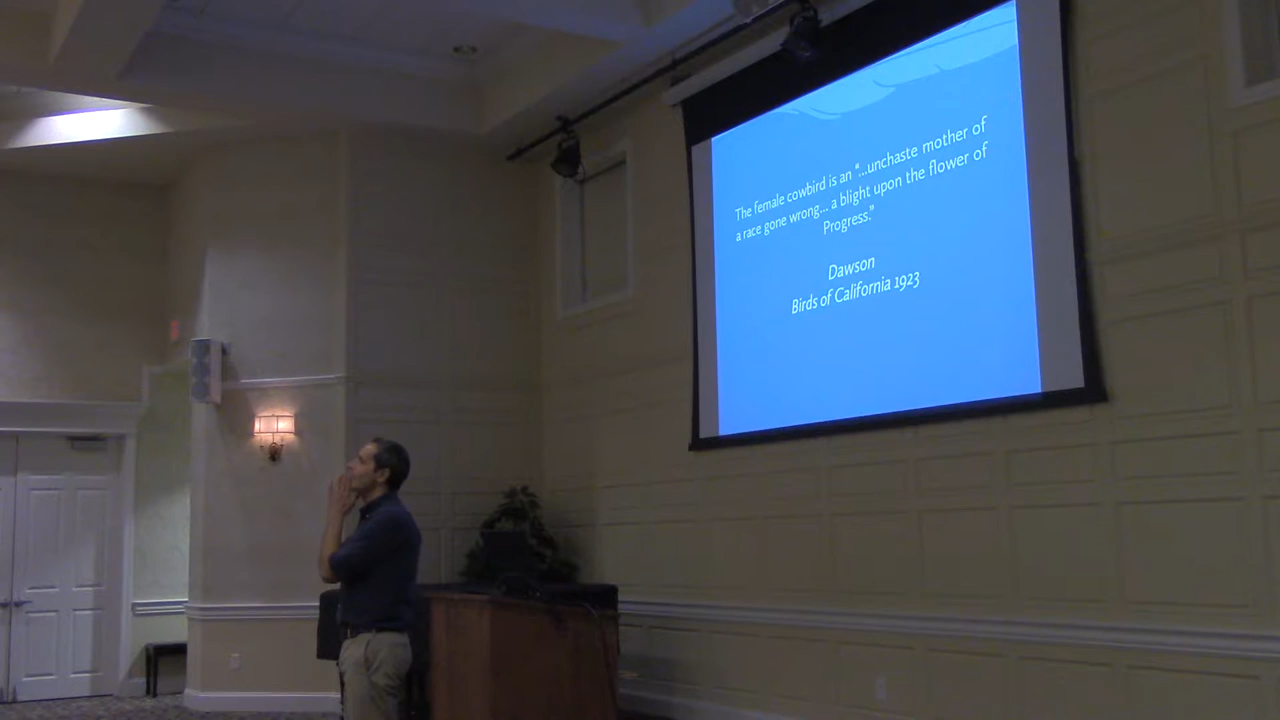 The female cowbird is an "...unchaste mother of
a race gone wrong... a blight upon the flower of
Progress."
Dawson
Birds of California 1923